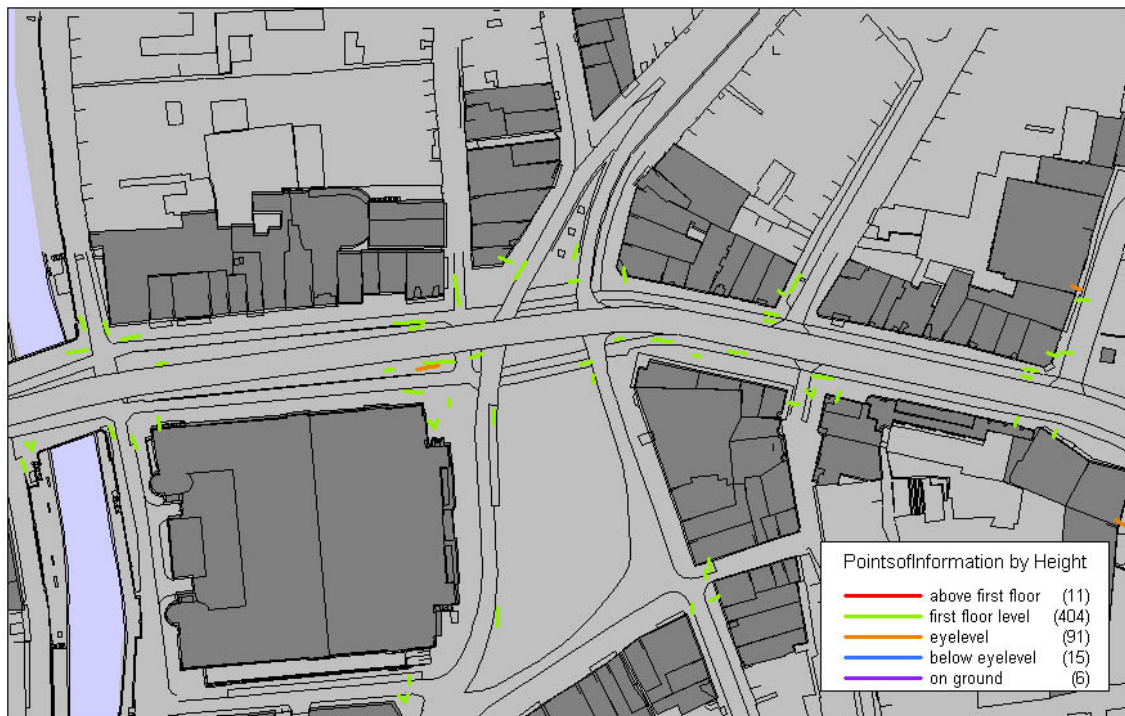 PointsofInformation by Height
above first floor (11)
first floor level (404)
eyelevel (91)
below eyelevel (15)
on ground (6)